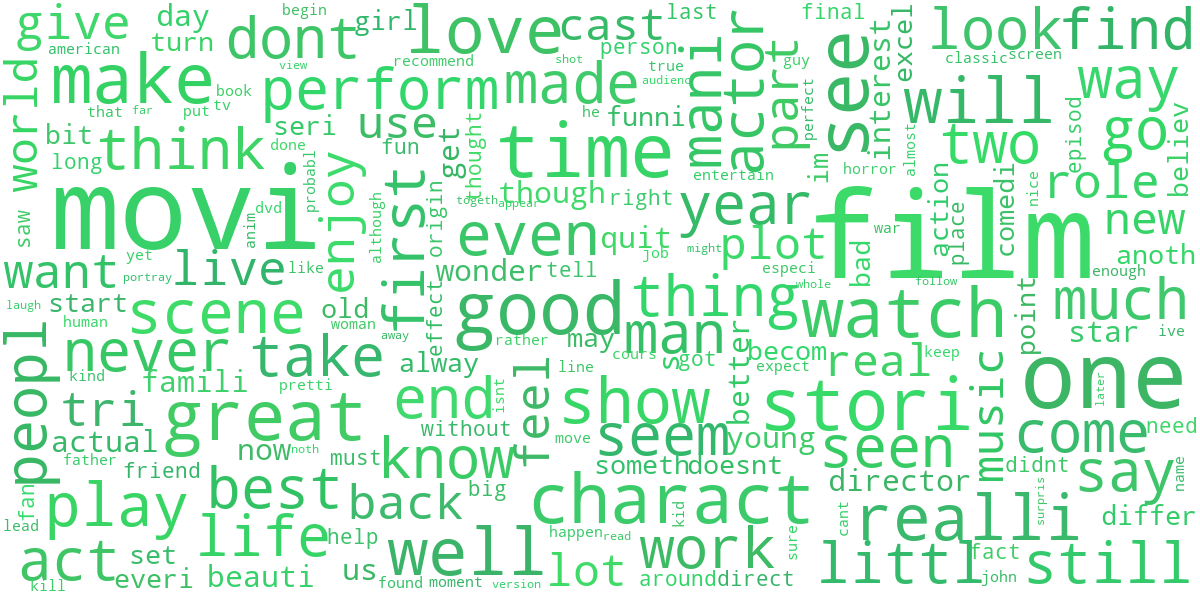 give
day
begin
girl
love
cast
last
final
look
find
american
turn
dont
recommend
person
mani
actor
guy
see
excel
classic
screen
world
make
view
perform
shot
made
true
audienc
part
interest
will
way
that
far
put
book
tv
seri
use
he
funni
perfect
almost
two
episod
go
bit
long
think
done
fun
get
thought
time
entertain
im
horror
believ
movi
dvd
probabl
enjoy
although
first
origin
togeth
appear
though
right
year
film
action
comedi
nice
role
new
saw
anim
even
quit
job
might
plot
bad
war
place
anoth
want
yet
portray
live
like
wonder
tell
especi
whole
follow
enough
laugh
start
scene
old
effect
good
thing
watch
point
much
human
woman
away
rather
may
man
s
got
better
becom
real
keep
star
ive
peopl
never
take
alway
cours
line
expect
kind
famili
pretti
isnt
feel
show
stori
music
one
later
tri
great
end
without
move
seem
young
seen
come
need
actual
now
noth
must
know
someth
doesnt
didnt
say
name
father
friend
big
director
fan
play
best
back
charact
kid
cant
realli
surpris
differ
lead
life
help
well
happen
read
work
sure
fact
act
set
us
lot
littl
still
kill
everi
beauti
found
moment
version
around
direct
john